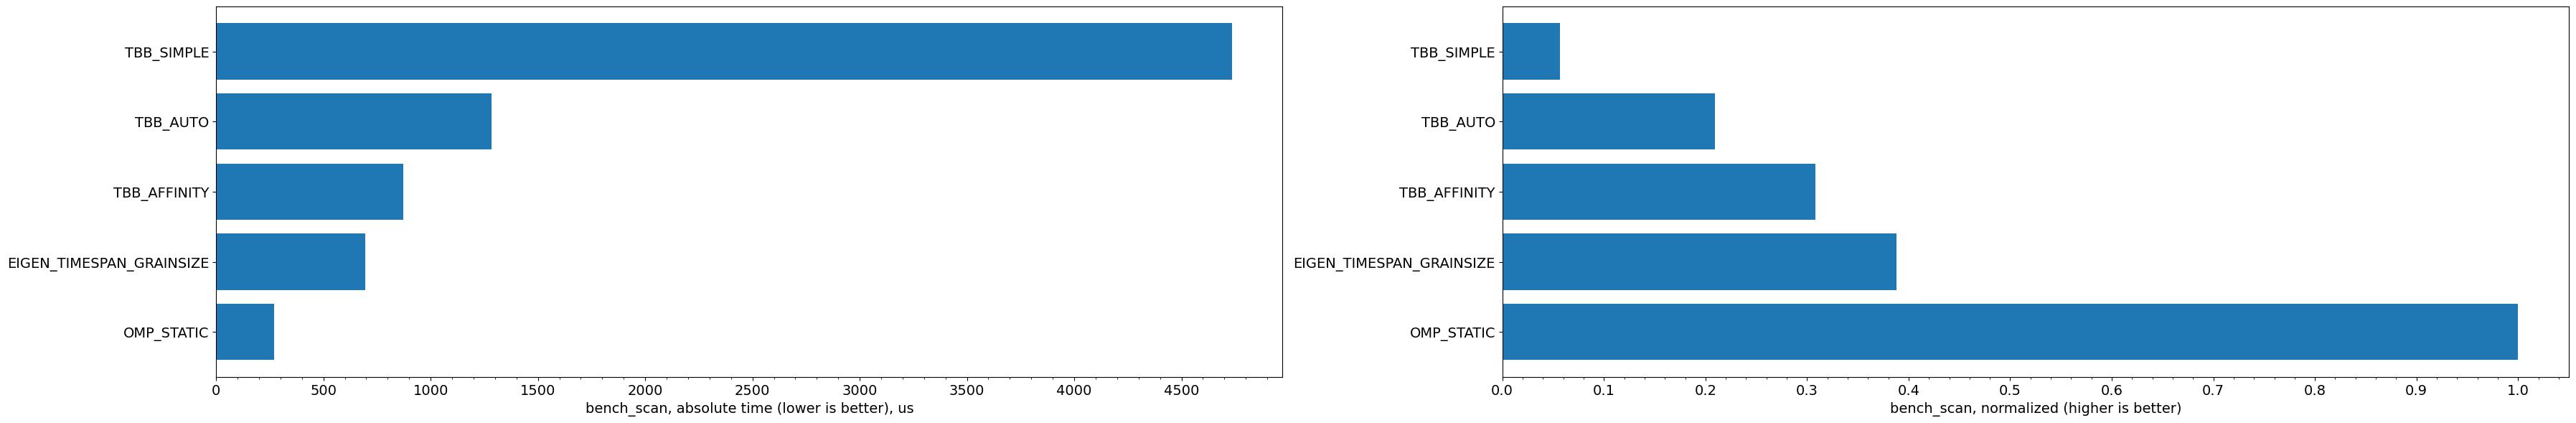 TBB_SIMPLE
TBB_AUTO
TBB_AFFINITY
EIGEN_TIMESPAN_GRAINSIZE
OMP_STATIC
0 500 1000 1500 2000 2500 3000 3500 4000 4500
bench_scan, absolute time (lower is better), us
TBB_SIMPLE
TBB_AUTO
TBB_AFFINITY
EIGEN_TIMESPAN_GRAINSIZE
OMP_STATIC
0.0 0.1 0.2 0.3 0.4 0.5 0.6 0.7 0.8 0.9 1.0
bench_scan, normalized (higher is better)